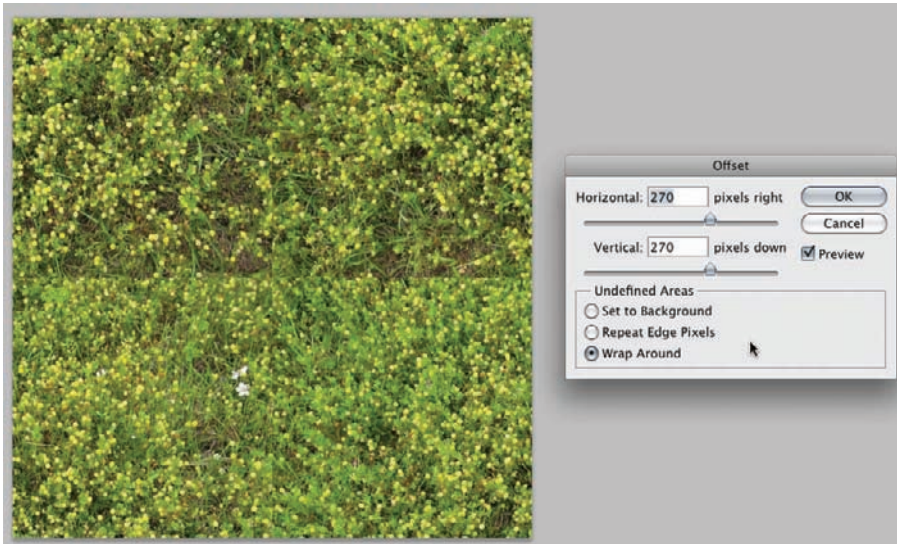 Offset
Horizontal: 270 pixels right
OK
Cancel
Vertical: 270 pixels down
Preview
Undefined Areas
Set to Background
Repeat Edge Pixels
Wrap Around